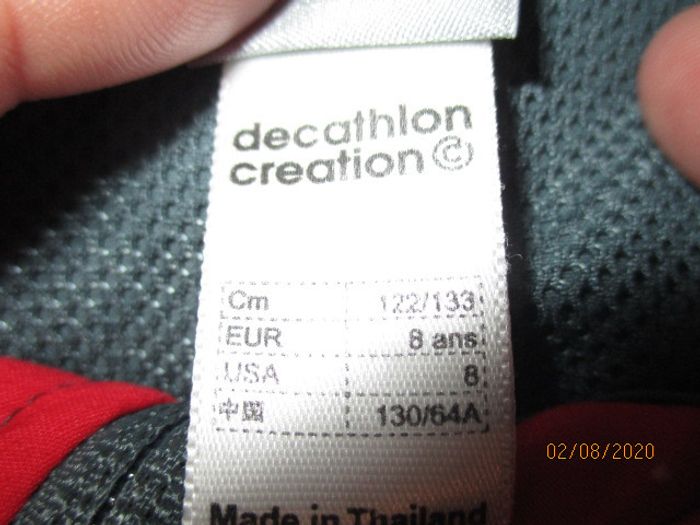 decathlon
creation©
Cm 122/133
EUR 8 ans
USA 8
中国 130/64A
Made in Thailand
02/08/2020